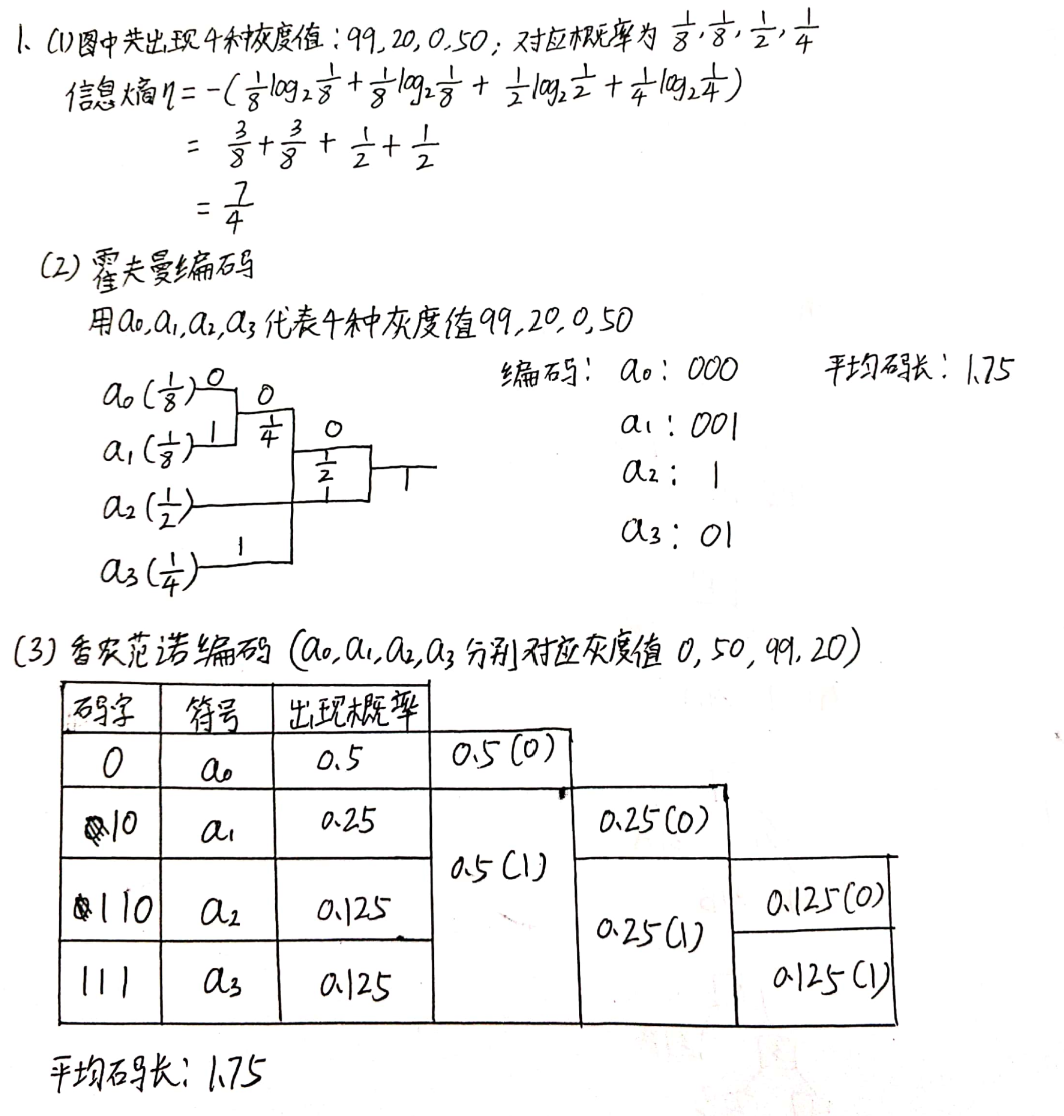 1、(1)图中共出现4种灰度值：99,20,0,50；对应概率为 1/8, 1/8, 1/2, 1/4
信息熵η = -(1/8 log₂ 1/8 + 1/8 log₂ 1/8 + 1/2 log₂ 1/2 + 1/4 log₂ 1/4)
= 3/8 + 3/8 + 1/2 + 1/2
= 7/4
(2) 霍夫曼编码
用a₀,a₁,a₂,a₃代表4种灰度值99,20,0,50
a₀(1/8) 0
a₁(1/8) 1
0 1/4
a₂(1/2)
0 1/2
1
1
a₃(1/4) 1
编码： a₀：000
a₁：001
a₂：1
a₃：01
平均码长：1.75
(3) 香农范诺编码 (a₀,a₁,a₂,a₃ 分别对应灰度值 0,50,99,20)
码字 符号 出现概率
0 a₀ 0.5 0.5(0)
10 a₁ 0.25 0.5(1) 0.25(0)
110 a₂ 0.125 0.25(1) 0.125(0)
111 a₃ 0.125 0.125(1)
平均码长：1.75